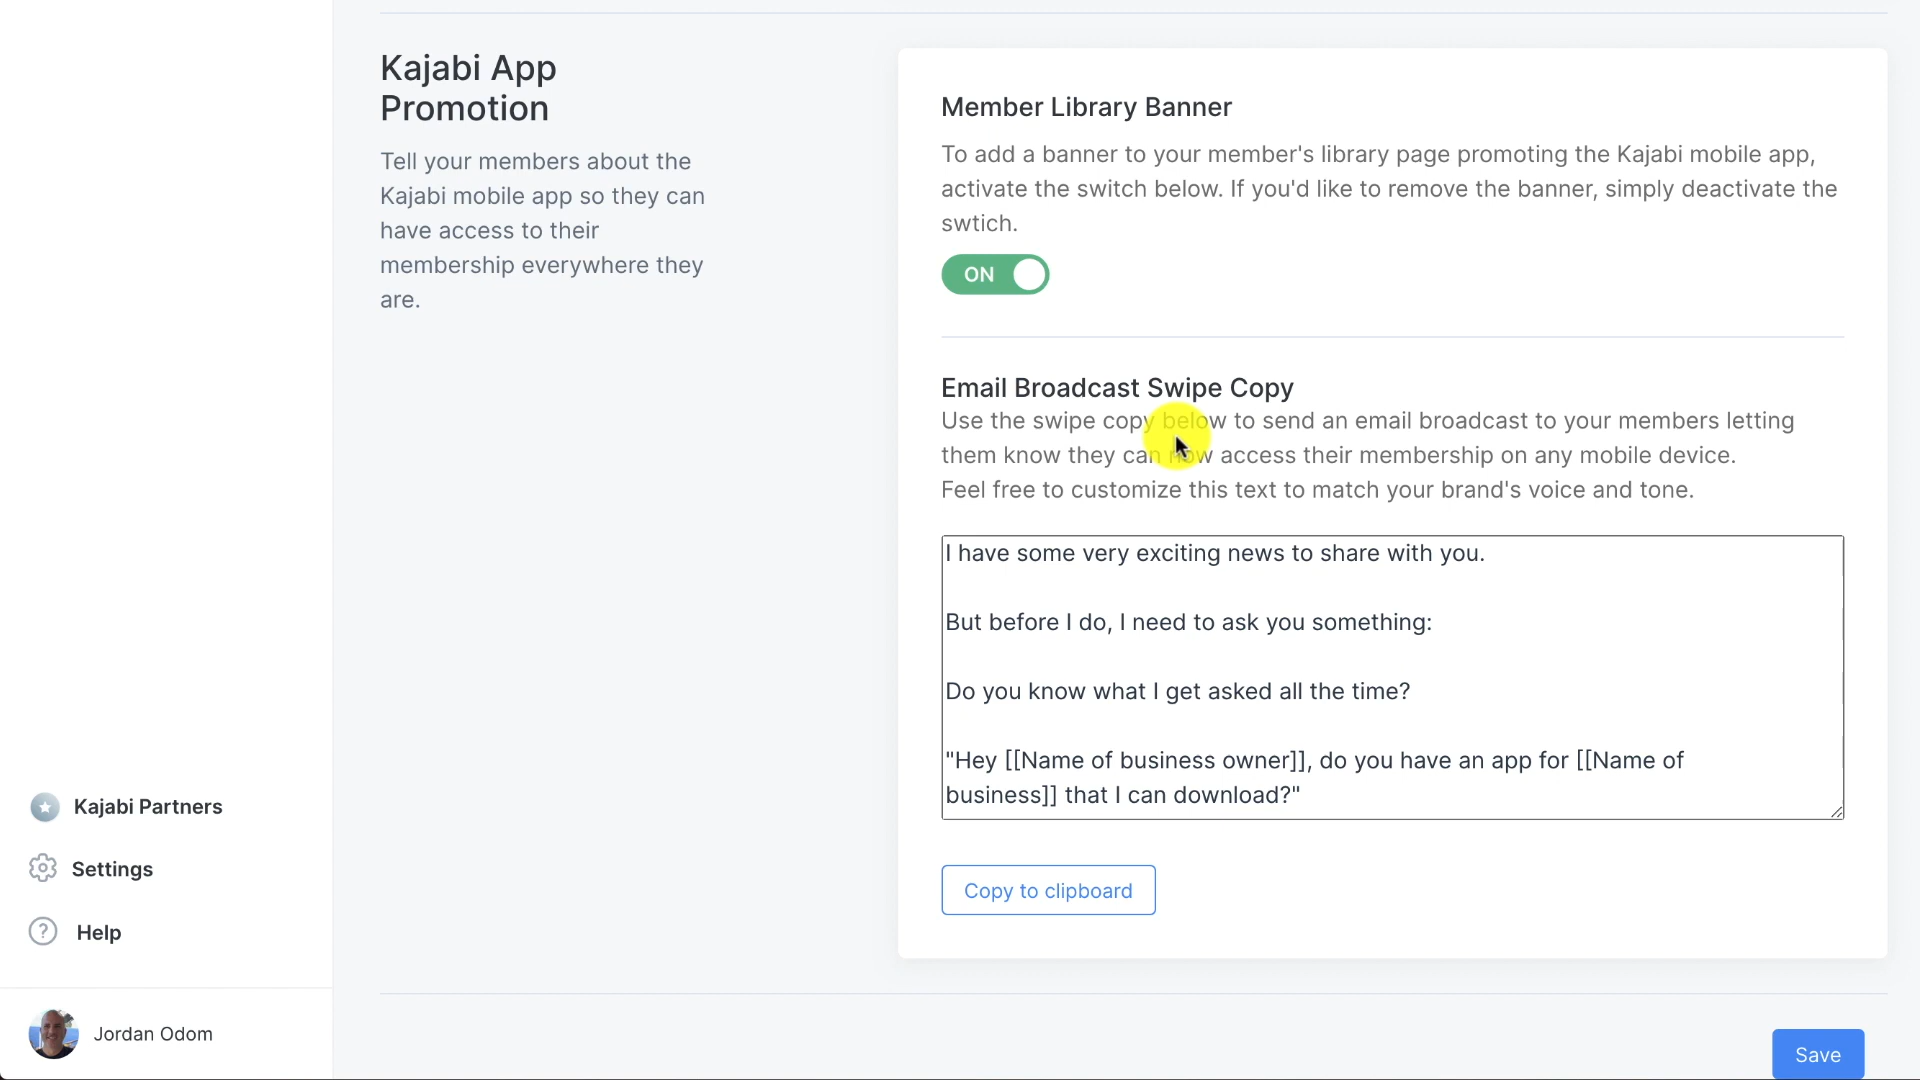 Kajabi App
Promotion
Tell your members about the
Kajabi mobile app so they can
have access to their
membership everywhere they
are.
Member Library Banner
To add a banner to your member's library page promoting the Kajabi mobile app,
activate the switch below. If you'd like to remove the banner, simply deactivate the
swtich.
ON
Email Broadcast Swipe Copy
Use the swipe copy below to send an email broadcast to your members letting
them know they can now access their membership on any mobile device.
Feel free to customize this text to match your brand's voice and tone.
I have some very exciting news to share with you.
But before I do, I need to ask you something:
Do you know what I get asked all the time?
"Hey [[Name of business owner]], do you have an app for [[Name of
business]] that I can download?"
Copy to clipboard
Kajabi Partners
Settings
? Help
Jordan Odom
Save